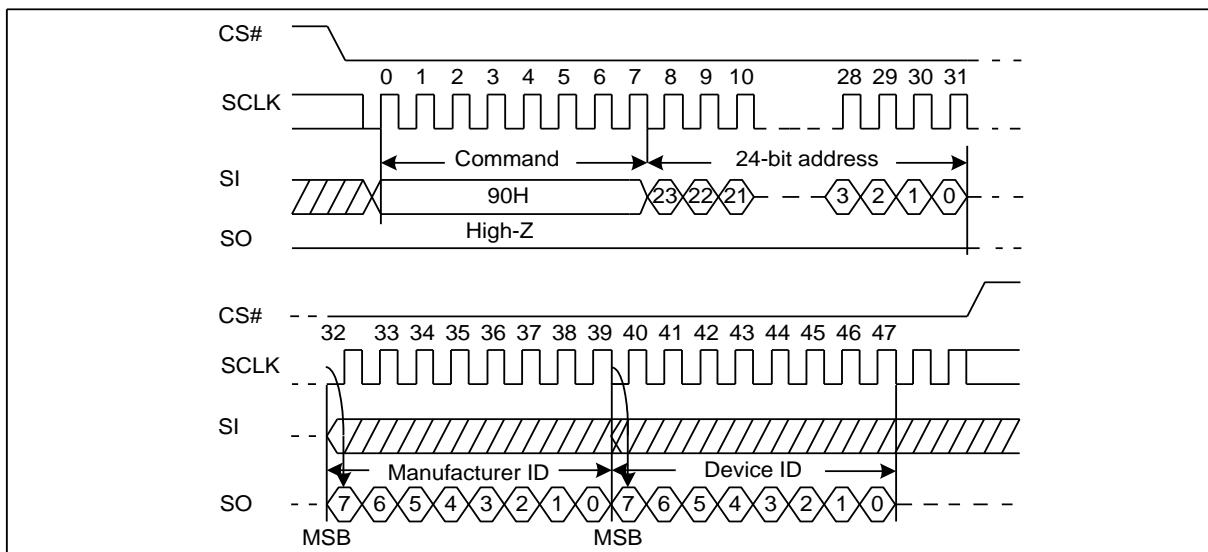 CS#
0 1 2 3 4 5 6 7 8 9 10 28 29 30 31
SCLK
Command 24-bit address
SI
90H 23 22 21 3 2 1 0
High-Z
SO
CS#
32 33 34 35 36 37 38 39 40 41 42 43 44 45 46 47
SCLK
SI
Manufacturer ID Device ID
SO 7 6 5 4 3 2 1 0 7 6 5 4 3 2 1 0
MSB MSB